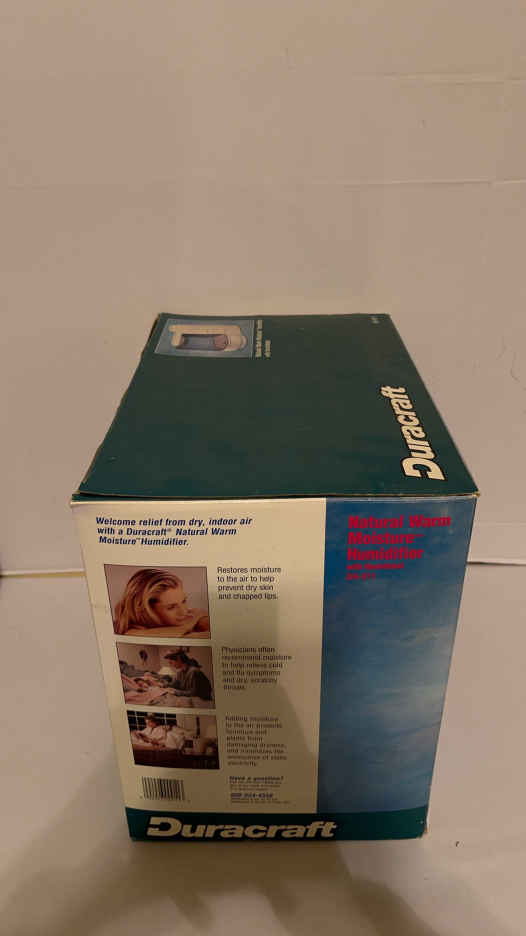 Duracraft
Welcome relief from dry, indoor air
with a Duracraft® Natural Warm
Moisture™ Humidifier.
Natural Warm
Moisture™
Humidifier
Restores moisture
to the air to help
prevent dry skin
and chapped lips.
Physicians often
recommend moisture
to help relieve cold
and flu symptoms
and dry, scratchy
throats.
Adding moisture
to the air protects
furniture and
plants from
damaging dryness,
and minimizes the
annoyance of static
electricity.
Have a question?
Duracraft